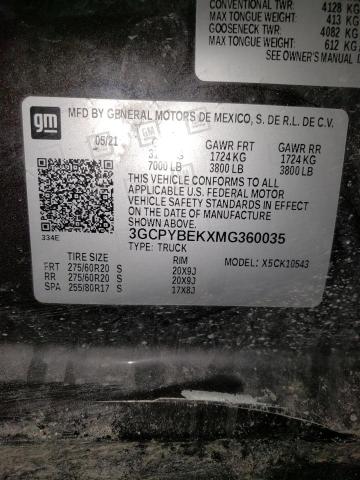 CONVENTIONAL TWR: 4128 KG
MAX TONGUE WEIGHT: 413 KG
GOOSENECK TWR: 4082 KG
MAX TONGUE WEIGHT: 612 KG
SEE OWNER'S MANUAL
gm
MFD BY GENERAL MOTORS DE MEXICO, S. DE R.L. DE C.V.
05/21 GAWR FRT GAWR RR
1724 KG 1724 KG
7000 LB 3800 LB 3800 LB
THIS VEHICLE CONFORMS TO ALL
APPLICABLE U.S. FEDERAL MOTOR
VEHICLE SAFETY STANDARDS IN EFFECT ON
THE DATE OF MANUFACTURE SHOWN ABOVE.
334E 3GCPYBEKXMG360035
TYPE: TRUCK MODEL: X5CK10543
TIRE SIZE RIM
FRT 275/60R20 S 20X9J
RR 275/60R20 S 20X9J
SPA 255/80R17 S 17X8J